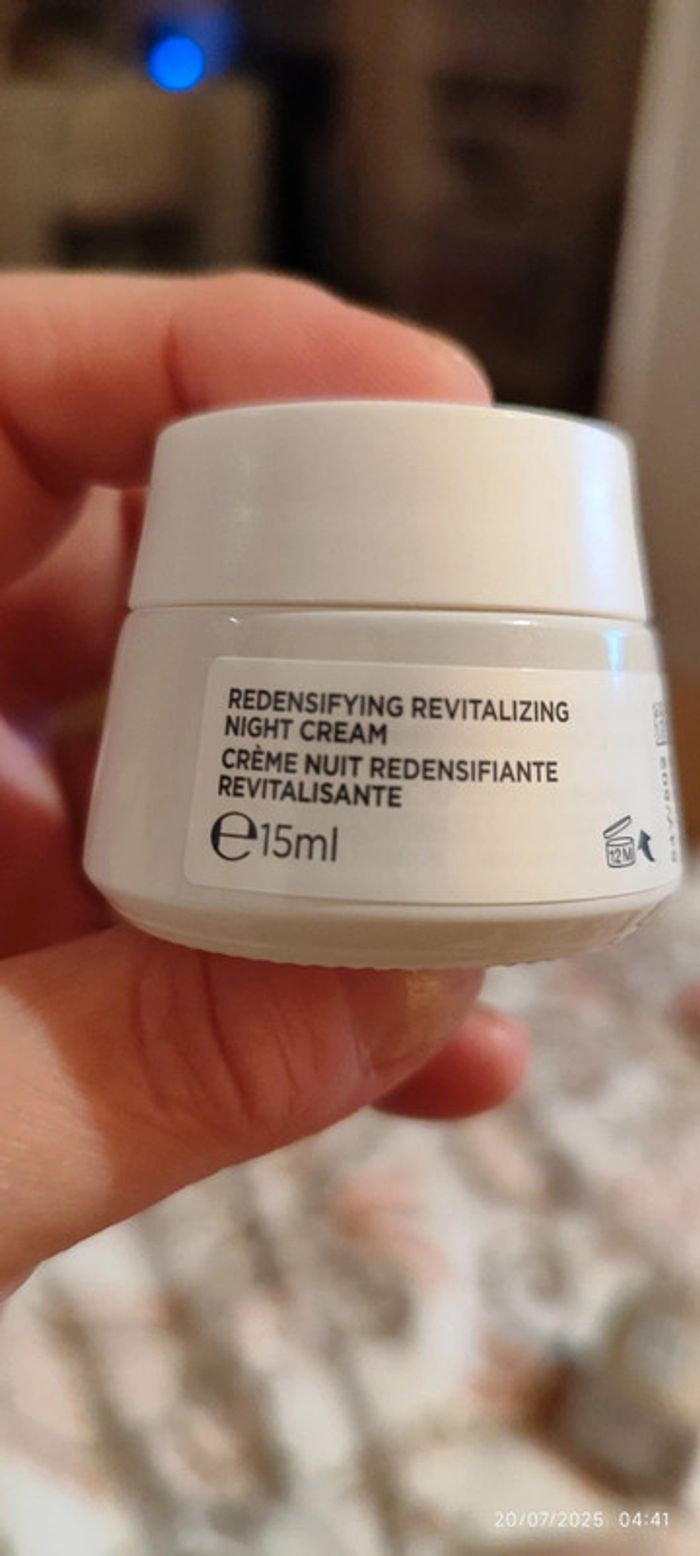 REDENSIFYING REVITALIZING
NIGHT CREAM
CRÈME NUIT REDENSIFIANTE
REVITALISANTE
℮15ml
12M
20/07/2025 04:41